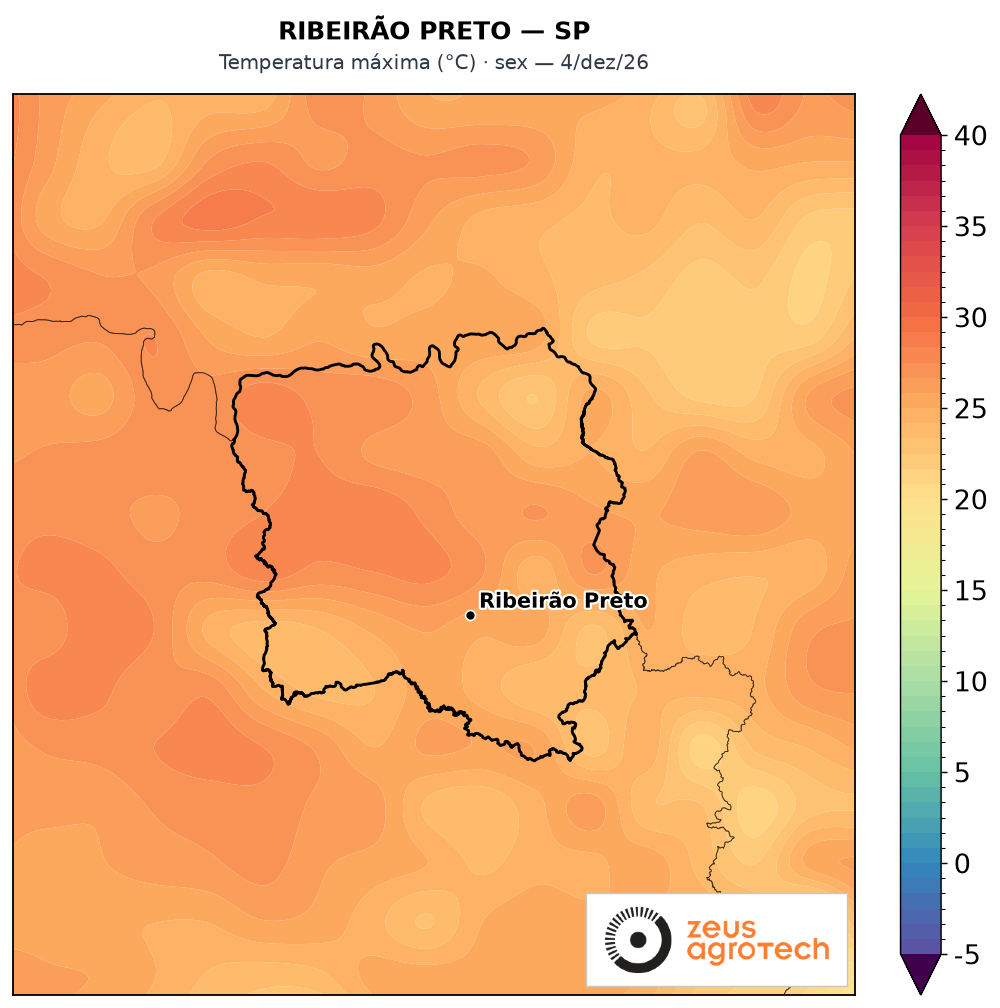 RIBEIRÃO PRETO — SP
Temperatura máxima (°C) · sex — 4/dez/26
40
35
30
25
20
15
10
5
0
-5
Ribeirão Preto
zeus
agrotech